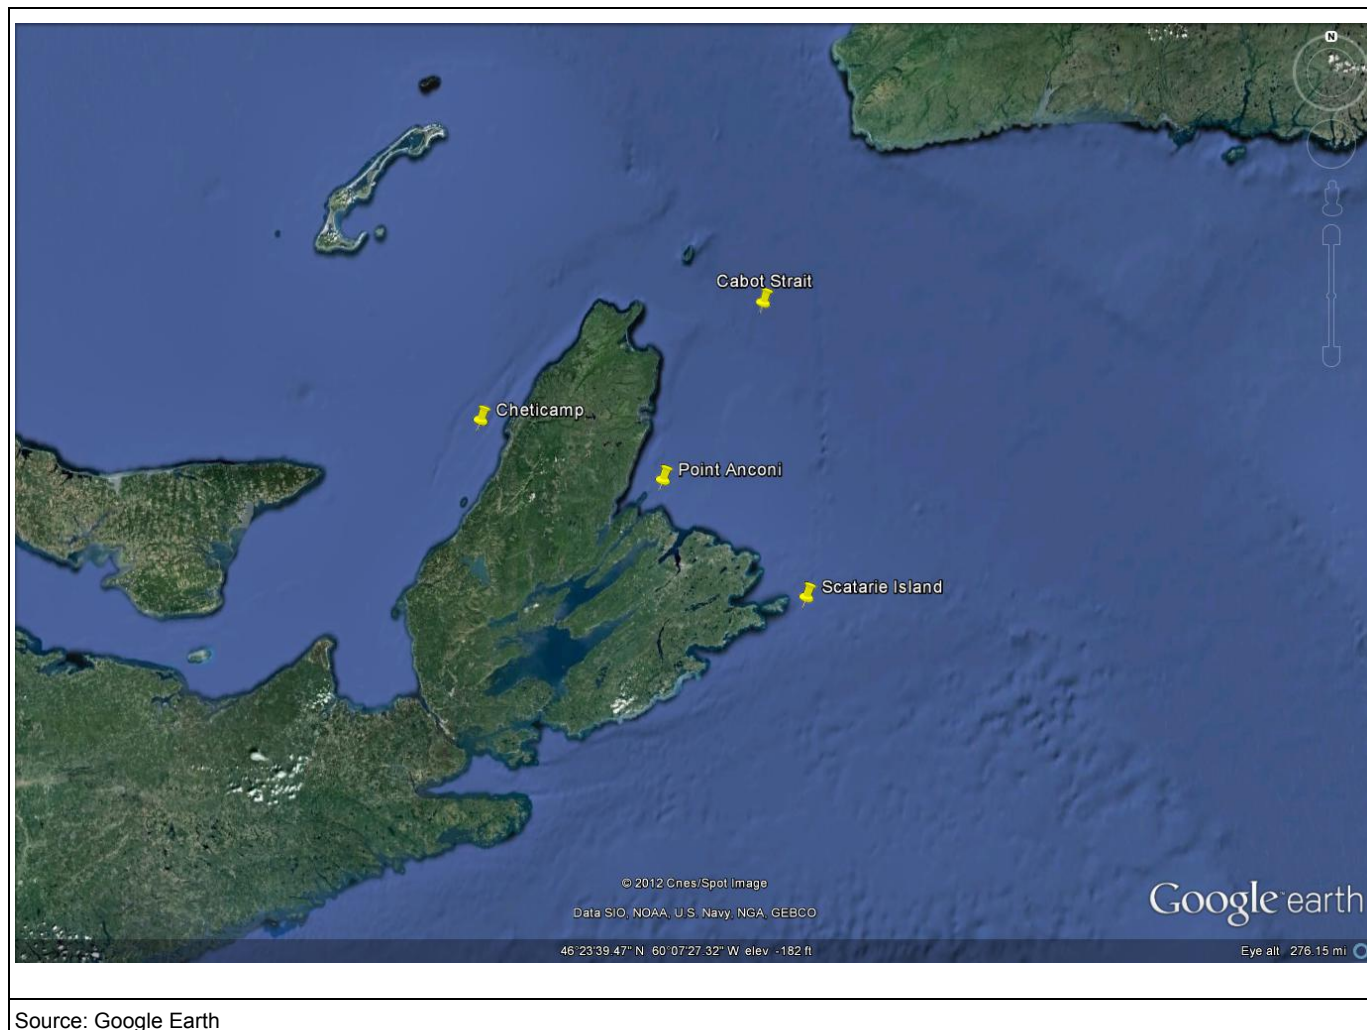 N
Cabot Strait
Cheticamp
Point Anconi
Scatarie Island
© 2012 Cnes/Spot Image
Data SIO, NOAA, U.S. Navy, NGA, GEBCO
Google earth
46°23'39.47" N 60°07'27.32" W elev -182 ft
Eye alt 276.15 mi
Source: Google Earth